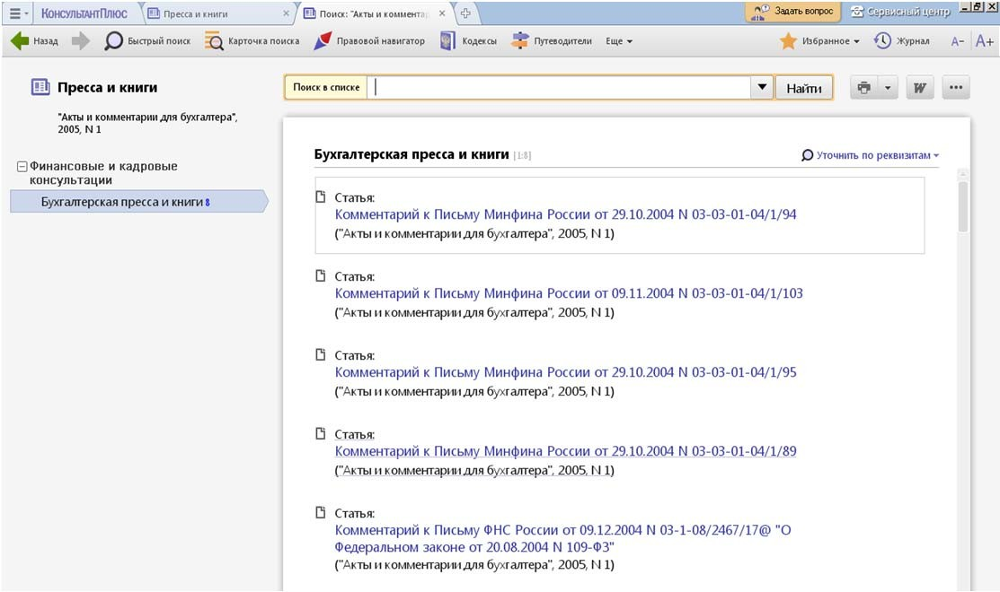 КОНСУЛЬТАНТПЛЮС
Пресса и книги
Поиск: "Акты и коммента
Задать вопрос
Сервисный центр
Назад
Быстрый поиск
Карточка поиска
Правовой навигатор
Кодексы
Путеводители
Еще
Избранное
Журнал
А-
А+
Пресса и книги
"Акты и комментарии для бухгалтера",
2005, N 1
Финансовые и кадровые
консультации
Бухгалтерская пресса и книги 8
Поиск в списке
Найти
W
Бухгалтерская пресса и книги [1:8]
Уточнить по реквизитам
Статья:
Комментарий к Письму Минфина России от 29.10.2004 N 03-03-01-04/1/94
("Акты и комментарии для бухгалтера", 2005, N 1)
Статья:
Комментарий к Письму Минфина России от 09.11.2004 N 03-03-01-04/1/103
("Акты и комментарии для бухгалтера", 2005, N 1)
Статья:
Комментарий к Письму Минфина России от 29.10.2004 N 03-03-01-04/1/95
("Акты и комментарии для бухгалтера", 2005, N 1)
Статья:
Комментарий к Письму Минфина России от 29.10.2004 N 03-03-01-04/1/89
("Акты и комментарии для бухгалтера", 2005, N 1)
Статья:
Комментарий к Письму ФНС России от 09.12.2004 N 03-1-08/2467/17@ "О
Федеральном законе от 20.08.2004 N 109-ФЗ"
("Акты и комментарии для бухгалтера", 2005, N 1)